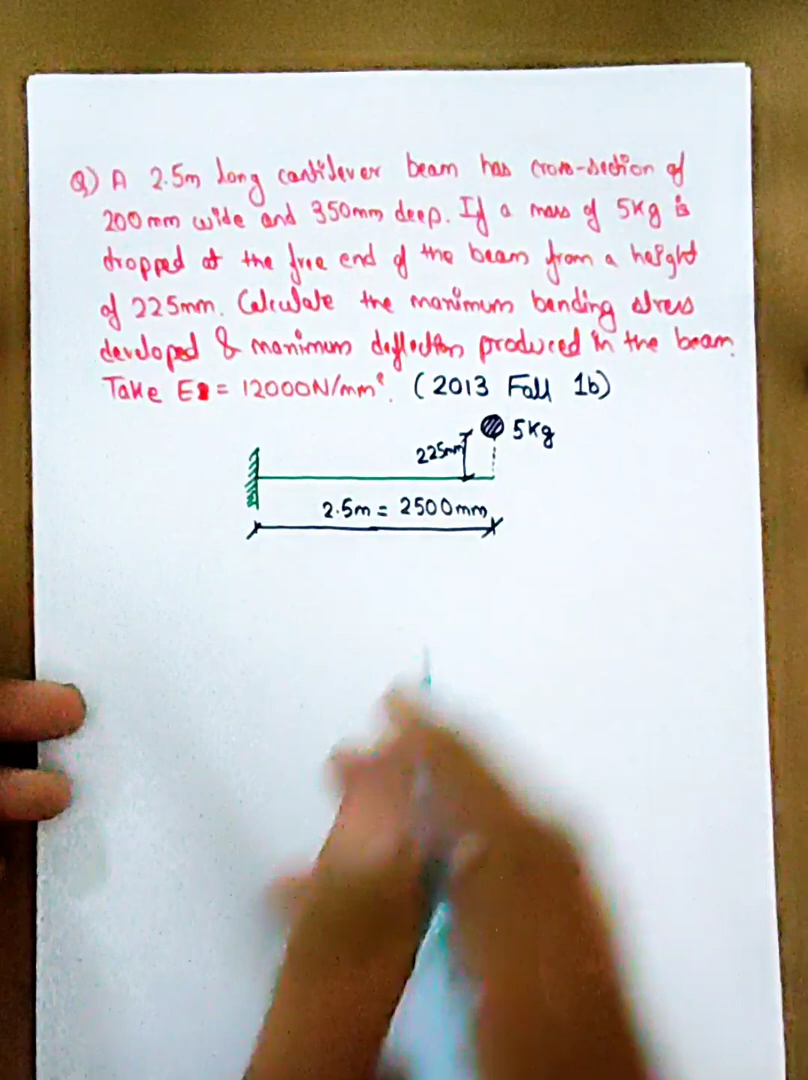 Q) A 2.5m long cantilever beam has cross-section of
200mm wide and 350mm deep. If a mass of 5Kg is
dropped at the free end of the beam from a height
of 225mm. Calculate the maximum bending stress
developed & maximum deflection produced in the beam.
Take E = 12000N/mm². (2013 Fall 1b)
5Kg
225mm
2.5m = 2500mm